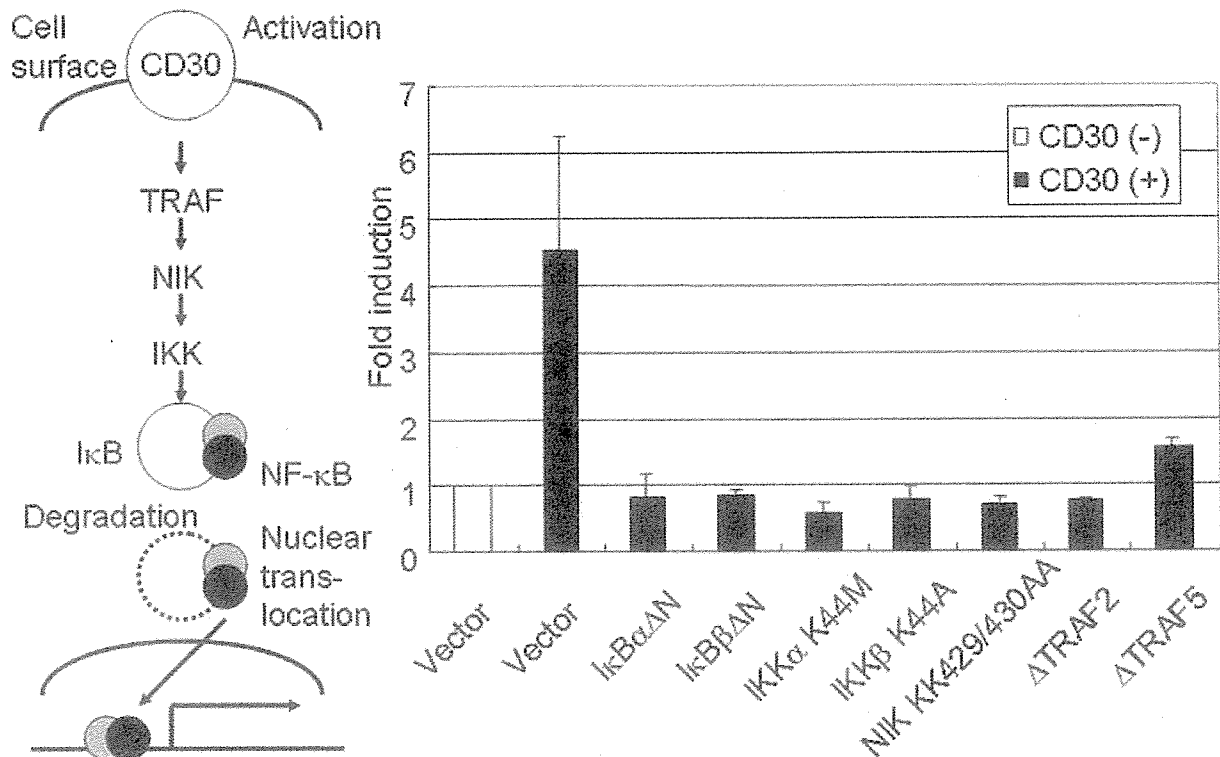 Cell
surface
CD30
Activation
TRAF
NIK
IKK
IκB
NF-κB
Degradation
Nuclear
trans-
location
Fold induction
7
6
5
4
3
2
1
0
CD30 (-)
CD30 (+)
Vector
Vector
IκBαΔN
IκBβΔN
IKKα K44M
IKKβ K44A
NIK KK429/430AA
ΔTRAF2
ΔTRAF5